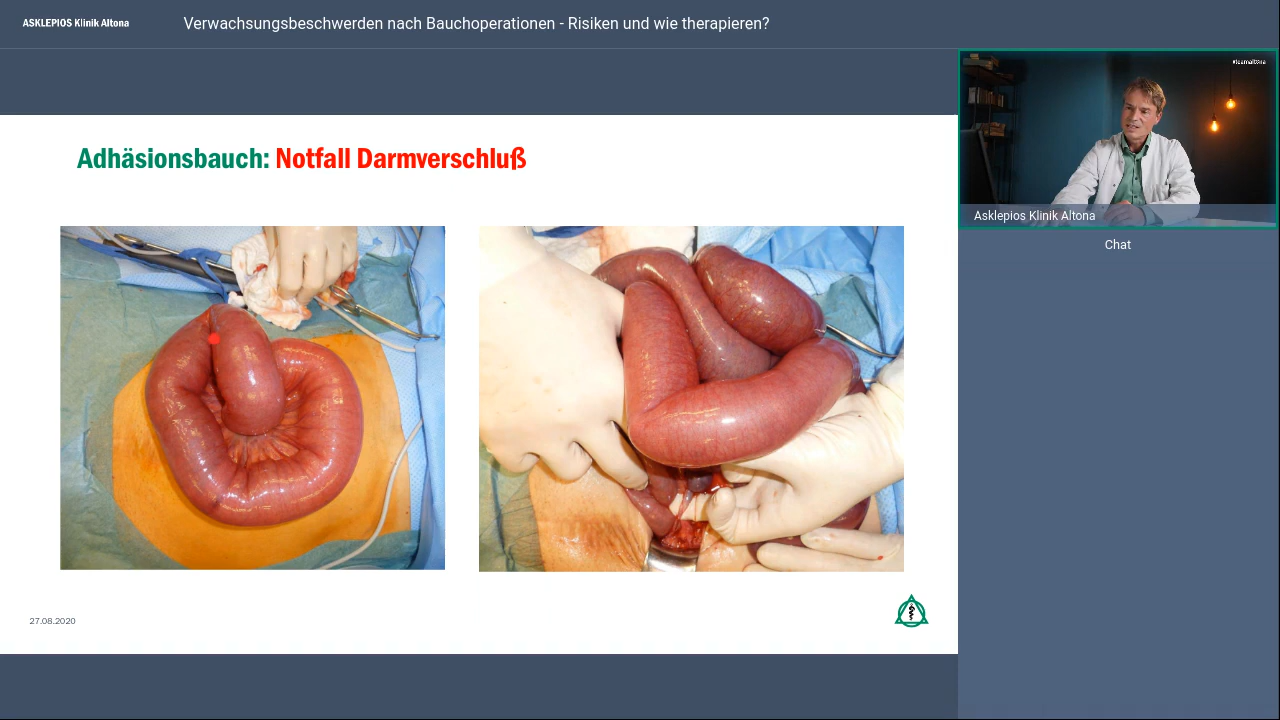 ASKLEPIOS Klinik Altona
Verwachsungsbeschwerden nach Bauchoperationen - Risiken und wie therapieren?
#teamaltona
Adhäsionsbauch: Notfall Darmverschluß
Asklepios Klinik Altona
Chat
27.08.2020